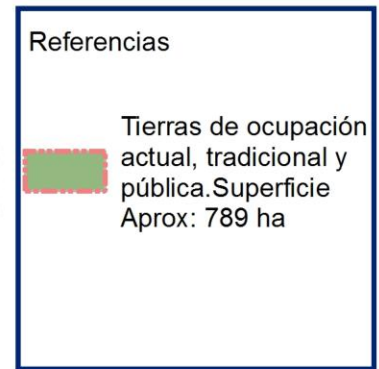 Referencias
Tierras de ocupación
actual, tradicional y
pública.Superficie
Aprox: 789 ha